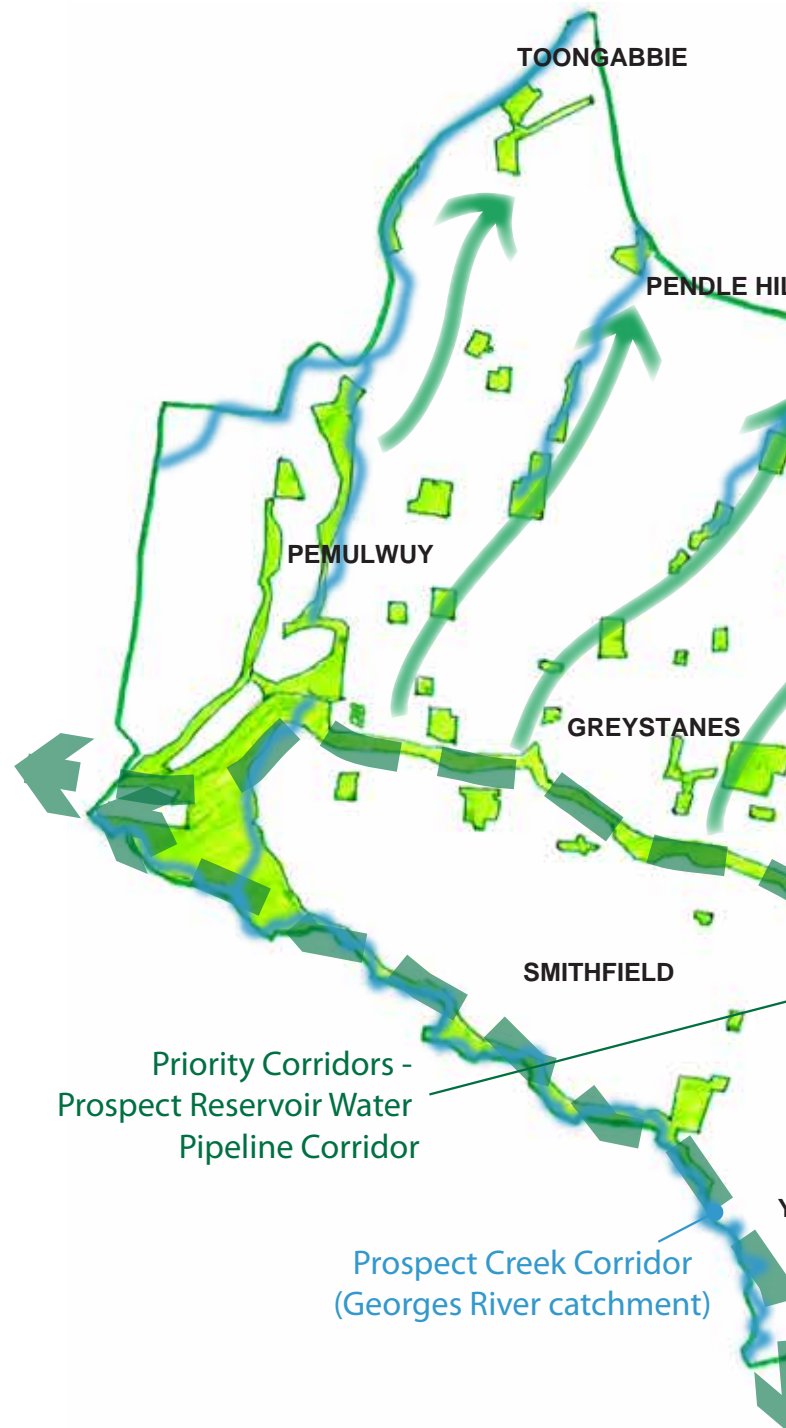 TOONGABBIE
PENDLE HIL
PEMULWUY
GREYSTANES
SMITHFIELD
Priority Corridors -
Prospect Reservoir Water
Pipeline Corridor
Y
Prospect Creek Corridor
(Georges River catchment)